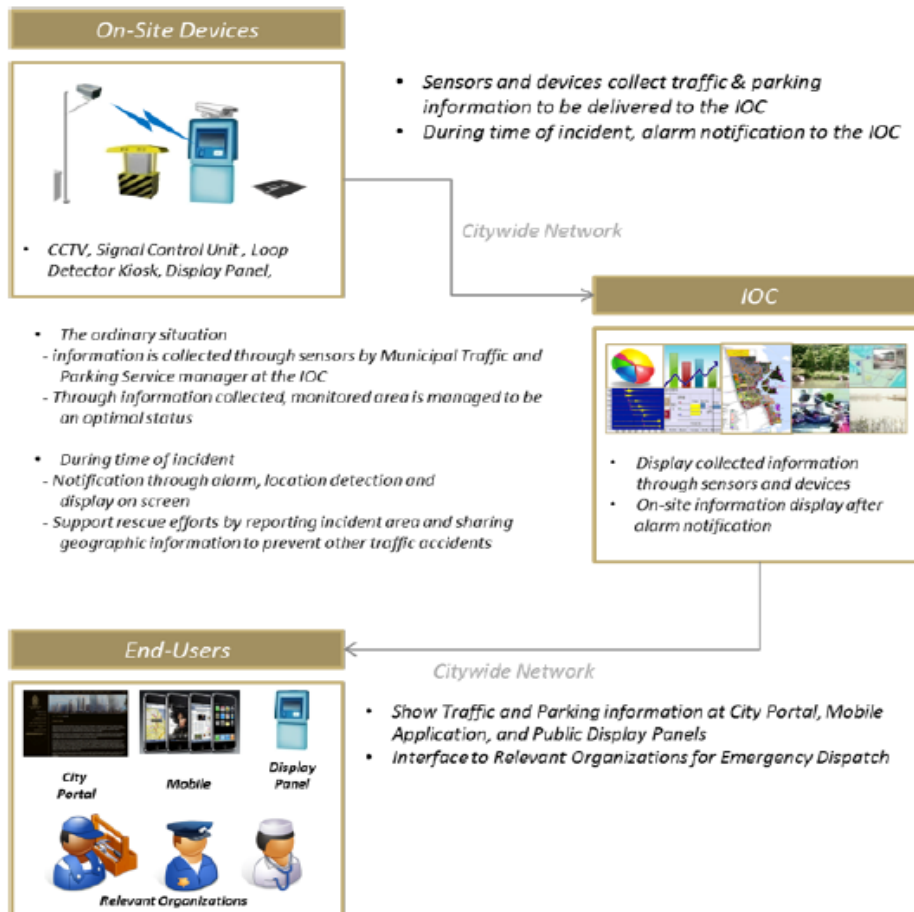 On-Site Devices
• Sensors and devices collect traffic & parking
information to be delivered to the IOC
• During time of incident, alarm notification to the IOC
• CCTV, Signal Control Unit , Loop
Detector Kiosk, Display Panel,
Citywide Network
IOC
• The ordinary situation
- information is collected through sensors by Municipal Traffic and
Parking Service manager at the IOC
- Through information collected, monitored area is managed to be
an optimal status
• During time of incident
- Notification through alarm, location detection and
display on screen
- Support rescue efforts by reporting incident area and sharing
geographic information to prevent other traffic accidents
• Display collected information
through sensors and devices
• On-site information display after
alarm notification
End-Users
Citywide Network
• Show Traffic and Parking information at City Portal, Mobile
Application, and Public Display Panels
• Interface to Relevant Organizations for Emergency Dispatch
City
Portal
Mobile
Display
Panel
Relevant Organizations